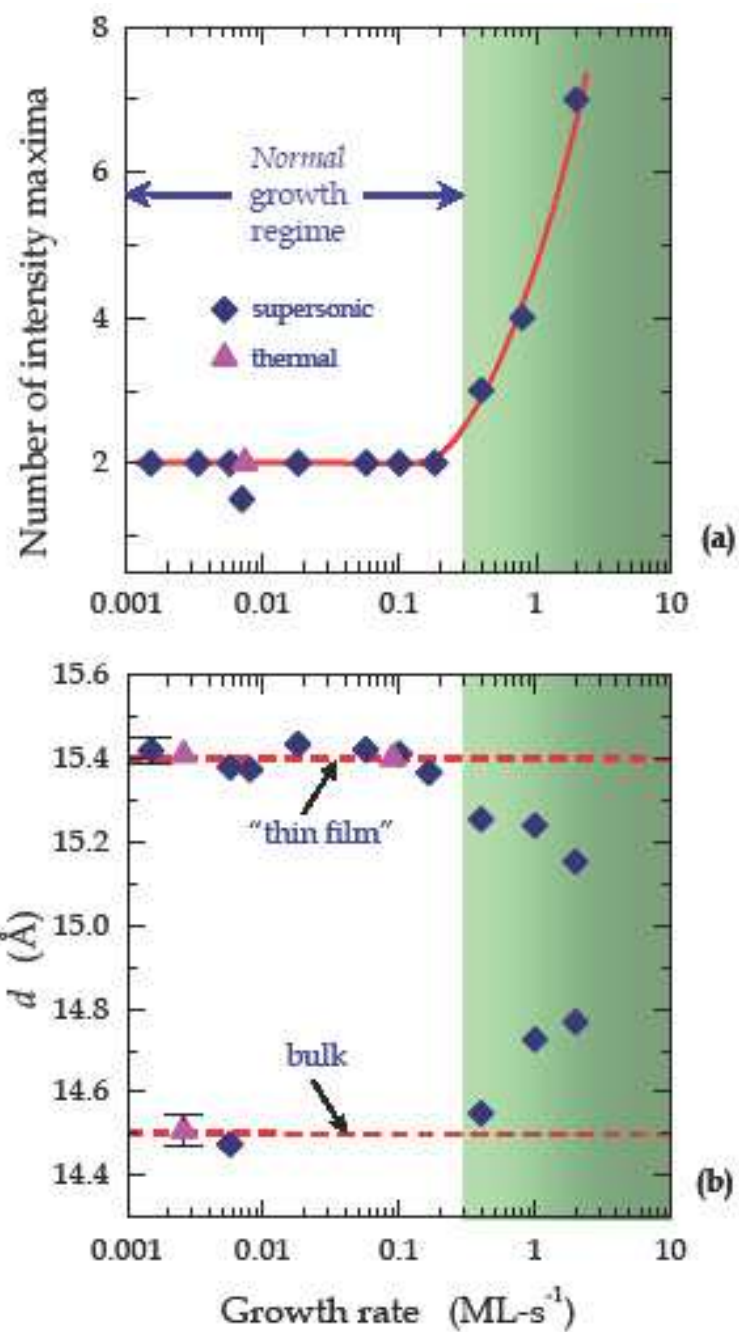 8
6
4
2
Number of intensity maxima
Normal
growth
regime
supersonic
thermal
(a)
0.001 0.01 0.1 1 10
15.6
15.4
15.2
15.0
14.8
14.6
14.4
d (Å)
"thin film"
bulk
(b)
0.001 0.01 0.1 1 10
Growth rate (ML-s⁻¹)